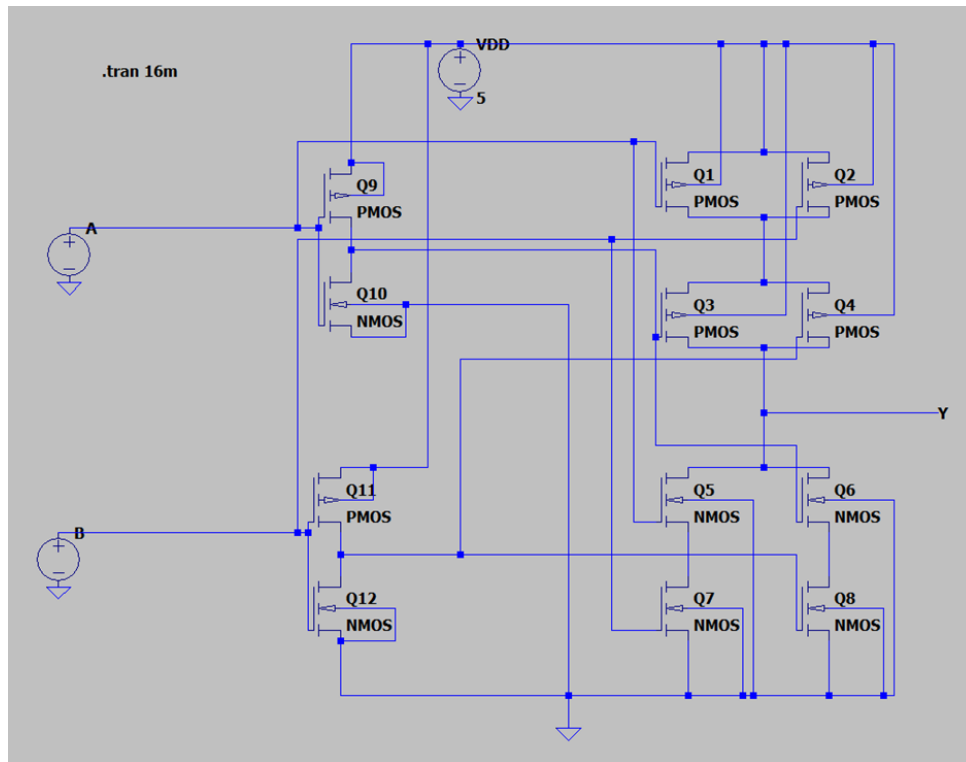 VDD
.tran 16m
5
Q9
PMOS
Q1
PMOS
Q2
PMOS
A
Q10
NMOS
Q3
PMOS
Q4
PMOS
Y
Q11
PMOS
Q5
NMOS
Q6
NMOS
B
Q12
NMOS
Q7
NMOS
Q8
NMOS